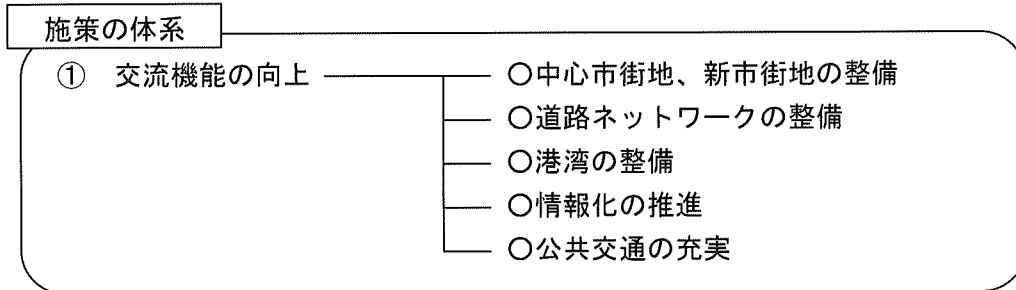 施策の体系
① 交流機能の向上 ○中心市街地、新市街地の整備
○道路ネットワークの整備
○港湾の整備
○情報化の推進
○公共交通の充実